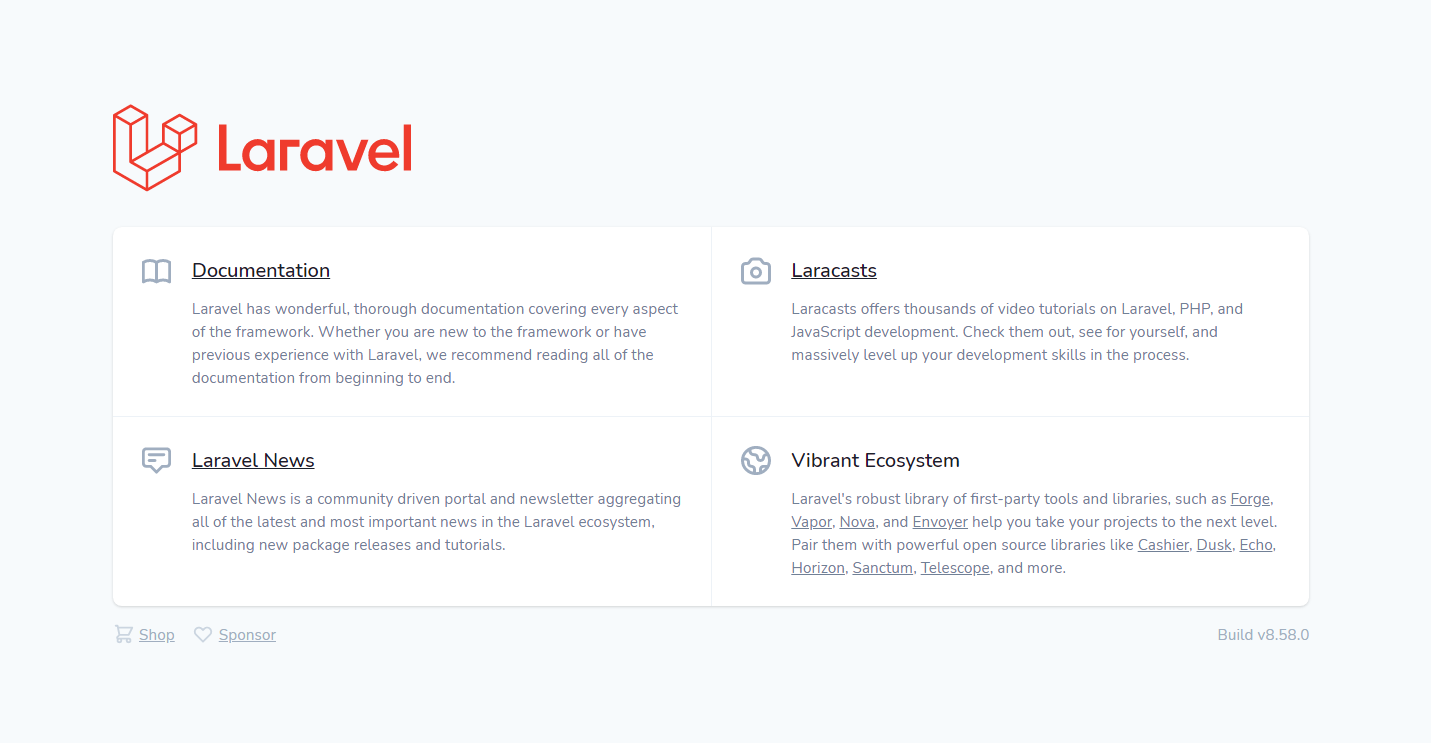 Laravel
Documentation
Laravel has wonderful, thorough documentation covering every aspect
of the framework. Whether you are new to the framework or have
previous experience with Laravel, we recommend reading all of the
documentation from beginning to end.
Laracasts
Laracasts offers thousands of video tutorials on Laravel, PHP, and
JavaScript development. Check them out, see for yourself, and
massively level up your development skills in the process.
Laravel News
Laravel News is a community driven portal and newsletter aggregating
all of the latest and most important news in the Laravel ecosystem,
including new package releases and tutorials.
Vibrant Ecosystem
Laravel's robust library of first-party tools and libraries, such as Forge,
Vapor, Nova, and Envoyer help you take your projects to the next level.
Pair them with powerful open source libraries like Cashier, Dusk, Echo,
Horizon, Sanctum, Telescope, and more.
Shop
Sponsor
Build v8.58.0